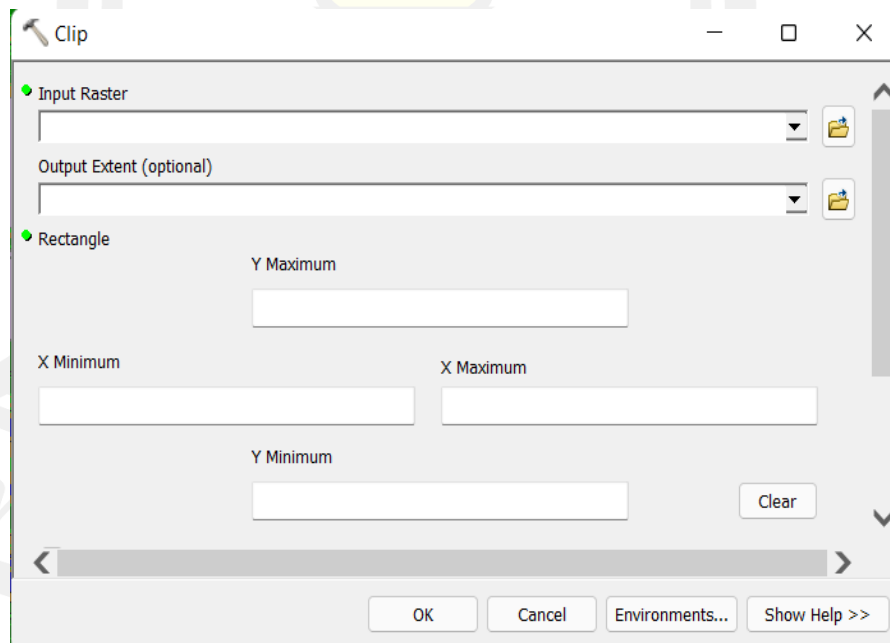 Clip
Input Raster
Output Extent (optional)
Rectangle
Y Maximum
X Minimum
X Maximum
Y Minimum
Clear
OK Cancel Environments... Show Help >>